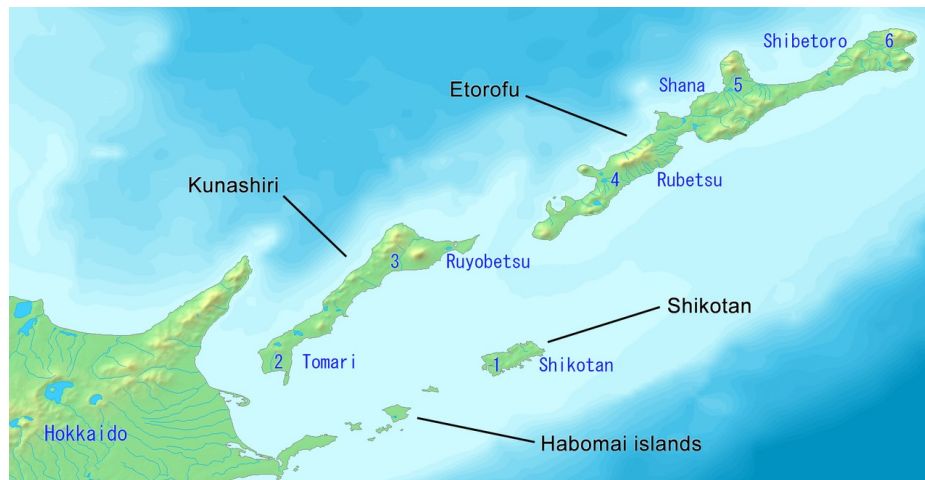 Shibetoro 6
Shana 5
Etorofu
4 Rubetsu
Kunashiri
3 Ruyobetsu
Shikotan
2 Tomari
1 Shikotan
Hokkaido
Habomai islands